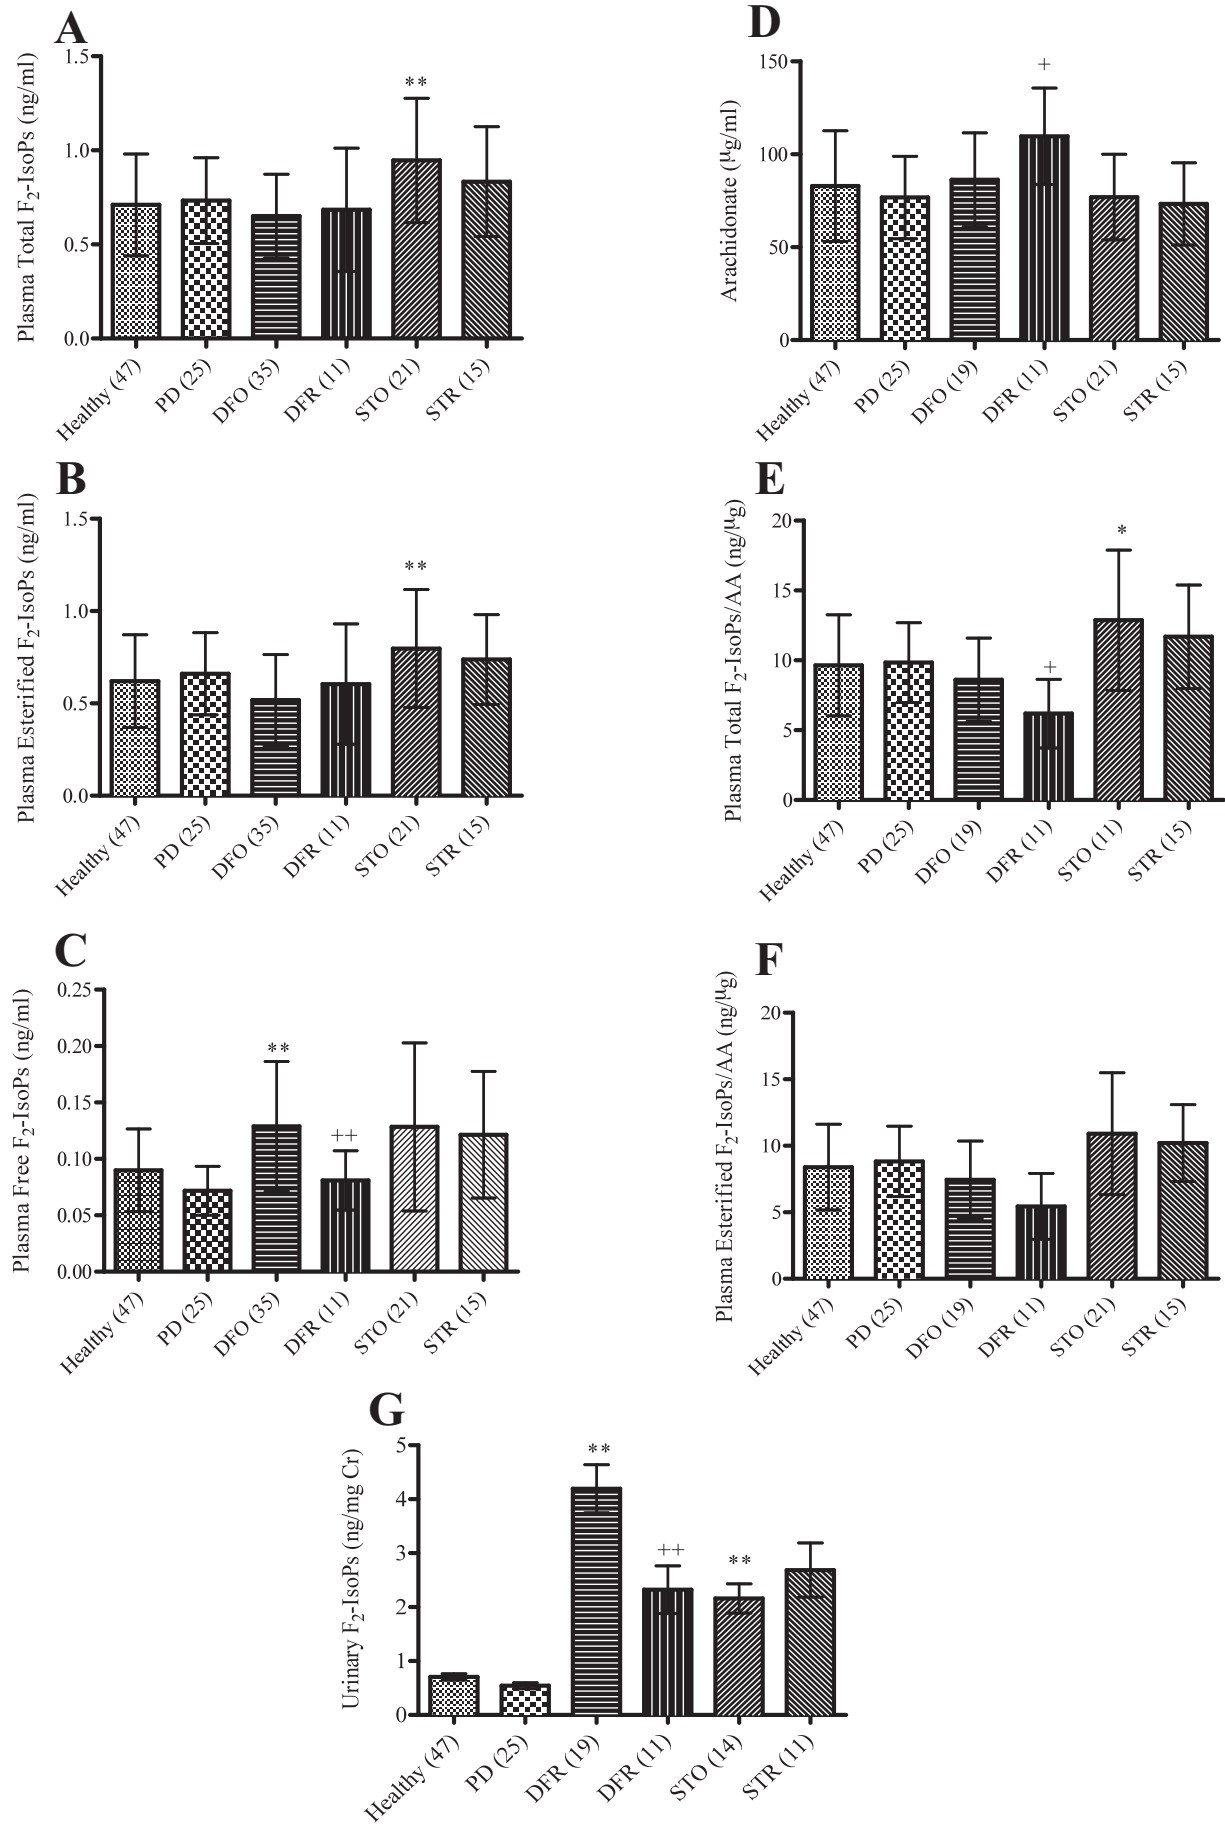 A
Plasma Total F2-IsoPs (ng/ml)
1.5
1.0
0.5
0.0
**
Healthy (47)
PD (25)
DFO (35)
DFR (11)
STO (21)
STR (15)
D
Arachidonate (µg/ml)
150
100
50
0
+
Healthy (47)
PD (25)
DFO (19)
DFR (11)
STO (21)
STR (15)
B
Plasma Esterified F2-IsoPs (ng/ml)
1.5
1.0
0.5
0.0
**
Healthy (47)
PD (25)
DFO (35)
DFR (11)
STO (21)
STR (15)
E
Plasma Total F2-IsoPs/AA (ng/µg)
20
15
10
5
0
+
*
Healthy (47)
PD (25)
DFO (19)
DFR (11)
STO (11)
STR (15)
C
Plasma Free F2-IsoPs (ng/ml)
0.25
0.20
0.15
0.10
0.05
0.00
**
++
Healthy (47)
PD (25)
DFO (35)
DFR (11)
STO (21)
STR (15)
F
Plasma Esterified F2-IsoPs/AA (ng/µg)
20
15
10
5
0
Healthy (47)
PD (25)
DFO (19)
DFR (11)
STO (21)
STR (15)
G
Urinary F2-IsoPs (ng/mg Cr)
5
4
3
2
1
0
**
++
**
Healthy (47)
PD (25)
DFR (19)
DFR (11)
STO (14)
STR (11)